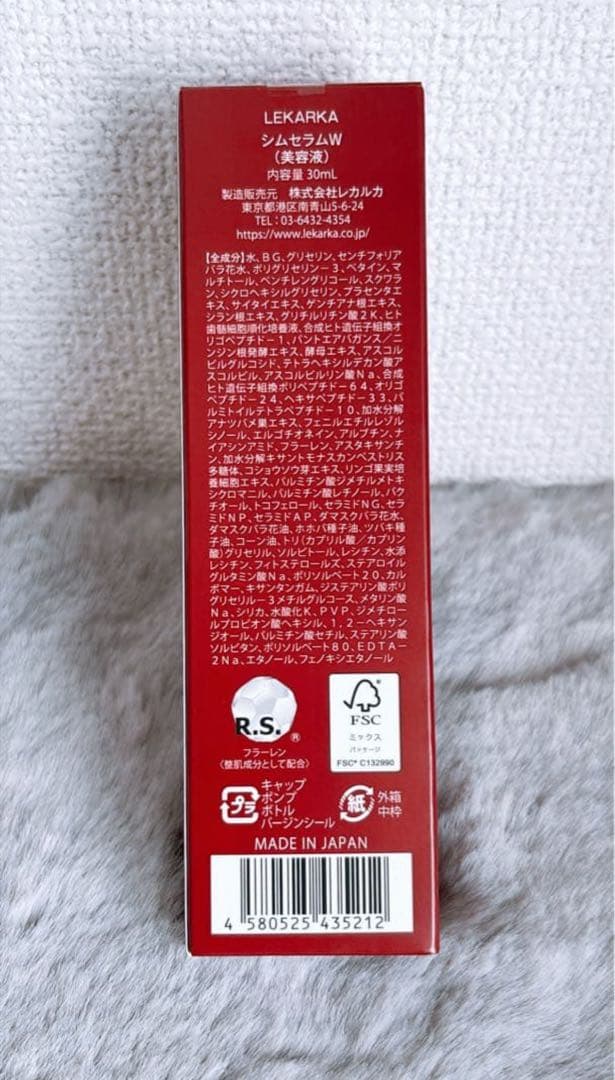 LEKARKA
シムセラムW
(美容液)
内容量 30mL
製造販売元 株式会社レカルカ
東京都港区南青山5-6-24
TEL:03-6432-4354
https://www.lekarka.co.jp/
【全成分】水、BG、グリセリン、センチフォリア
バラ花水、ポリグリセリン-3、ベタイン、マ
ルチトール、ペンチレングリコール、スクワラ
ン、シクロヘキシルグリセリン、プラセンタエ
キス、サイタイエキス、ゲンチアナ根エキス、
シラン根エキス、グリチルリチン酸2K、ヒト
歯髄細胞順化培養液、合成ヒト遺伝子組換オ
リゴペプチド-1、パントエアバガンス/ニ
ンジン根発酵エキス、酵母エキス、アスコル
ビルグルコシド、テトラヘキシルデカン酸ア
スコルビル、アスコルビルリン酸Na、合成
ヒト遺伝子組換ポリペプチド-64、オリゴ
ペプチド-24、ヘキサペプチド-33、パ
ルミトイルテトラペプチド-10、加水分解
アナツバメ巣エキス、フェニルエチルレゾル
シノール、エルゴチオネイン、アルブチン、ナ
イアシンアミド、フラーレン、アスタキサンチ
ン、加水分解キサントモナスカンペストリス
多糖体、コショウソウ芽エキス、リンゴ果実培
養細胞エキス、パルミチン酸ジメチルメトキ
シクロマニル、パルミチン酸レチノール、バク
チオール、トコフェロール、セラミドNG、セラ
ミドNP、セラミドAP、ダマスクバラ花水、
ダマスクバラ花油、ホホバ種子油、ツバキ種
子油、コーン油、トリ(カプリル酸/カプリン
酸)グリセリル、ソルビトール、レシチン、水添
レシチン、フィトステロールズ、ステアロイル
グルタミン酸Na、ポリソルベート20、カル
ボマー、キサンタンガム、ジステアリン酸ポリ
グリセリル-3メチルグルコース、メタリン酸
Na、シリカ、水酸化K、PVP、ジメチロー
ルプロピオン酸ヘキシル、1,2-ヘキサン
ジオール、パルミチン酸セチル、ステアリン酸
ソルビタン、ポリソルベート80、EDTA-
2Na、エタノール、フェノキシエタノール
R.S.®
フラーレン
〈整肌成分として配合〉
FSC
ミックス
パッケージ
FSC® C132990
プラ
キャップ
ポンプ
ボトル
バージンシール
紙
外箱
中枠
MADE IN JAPAN
4 580525 435212